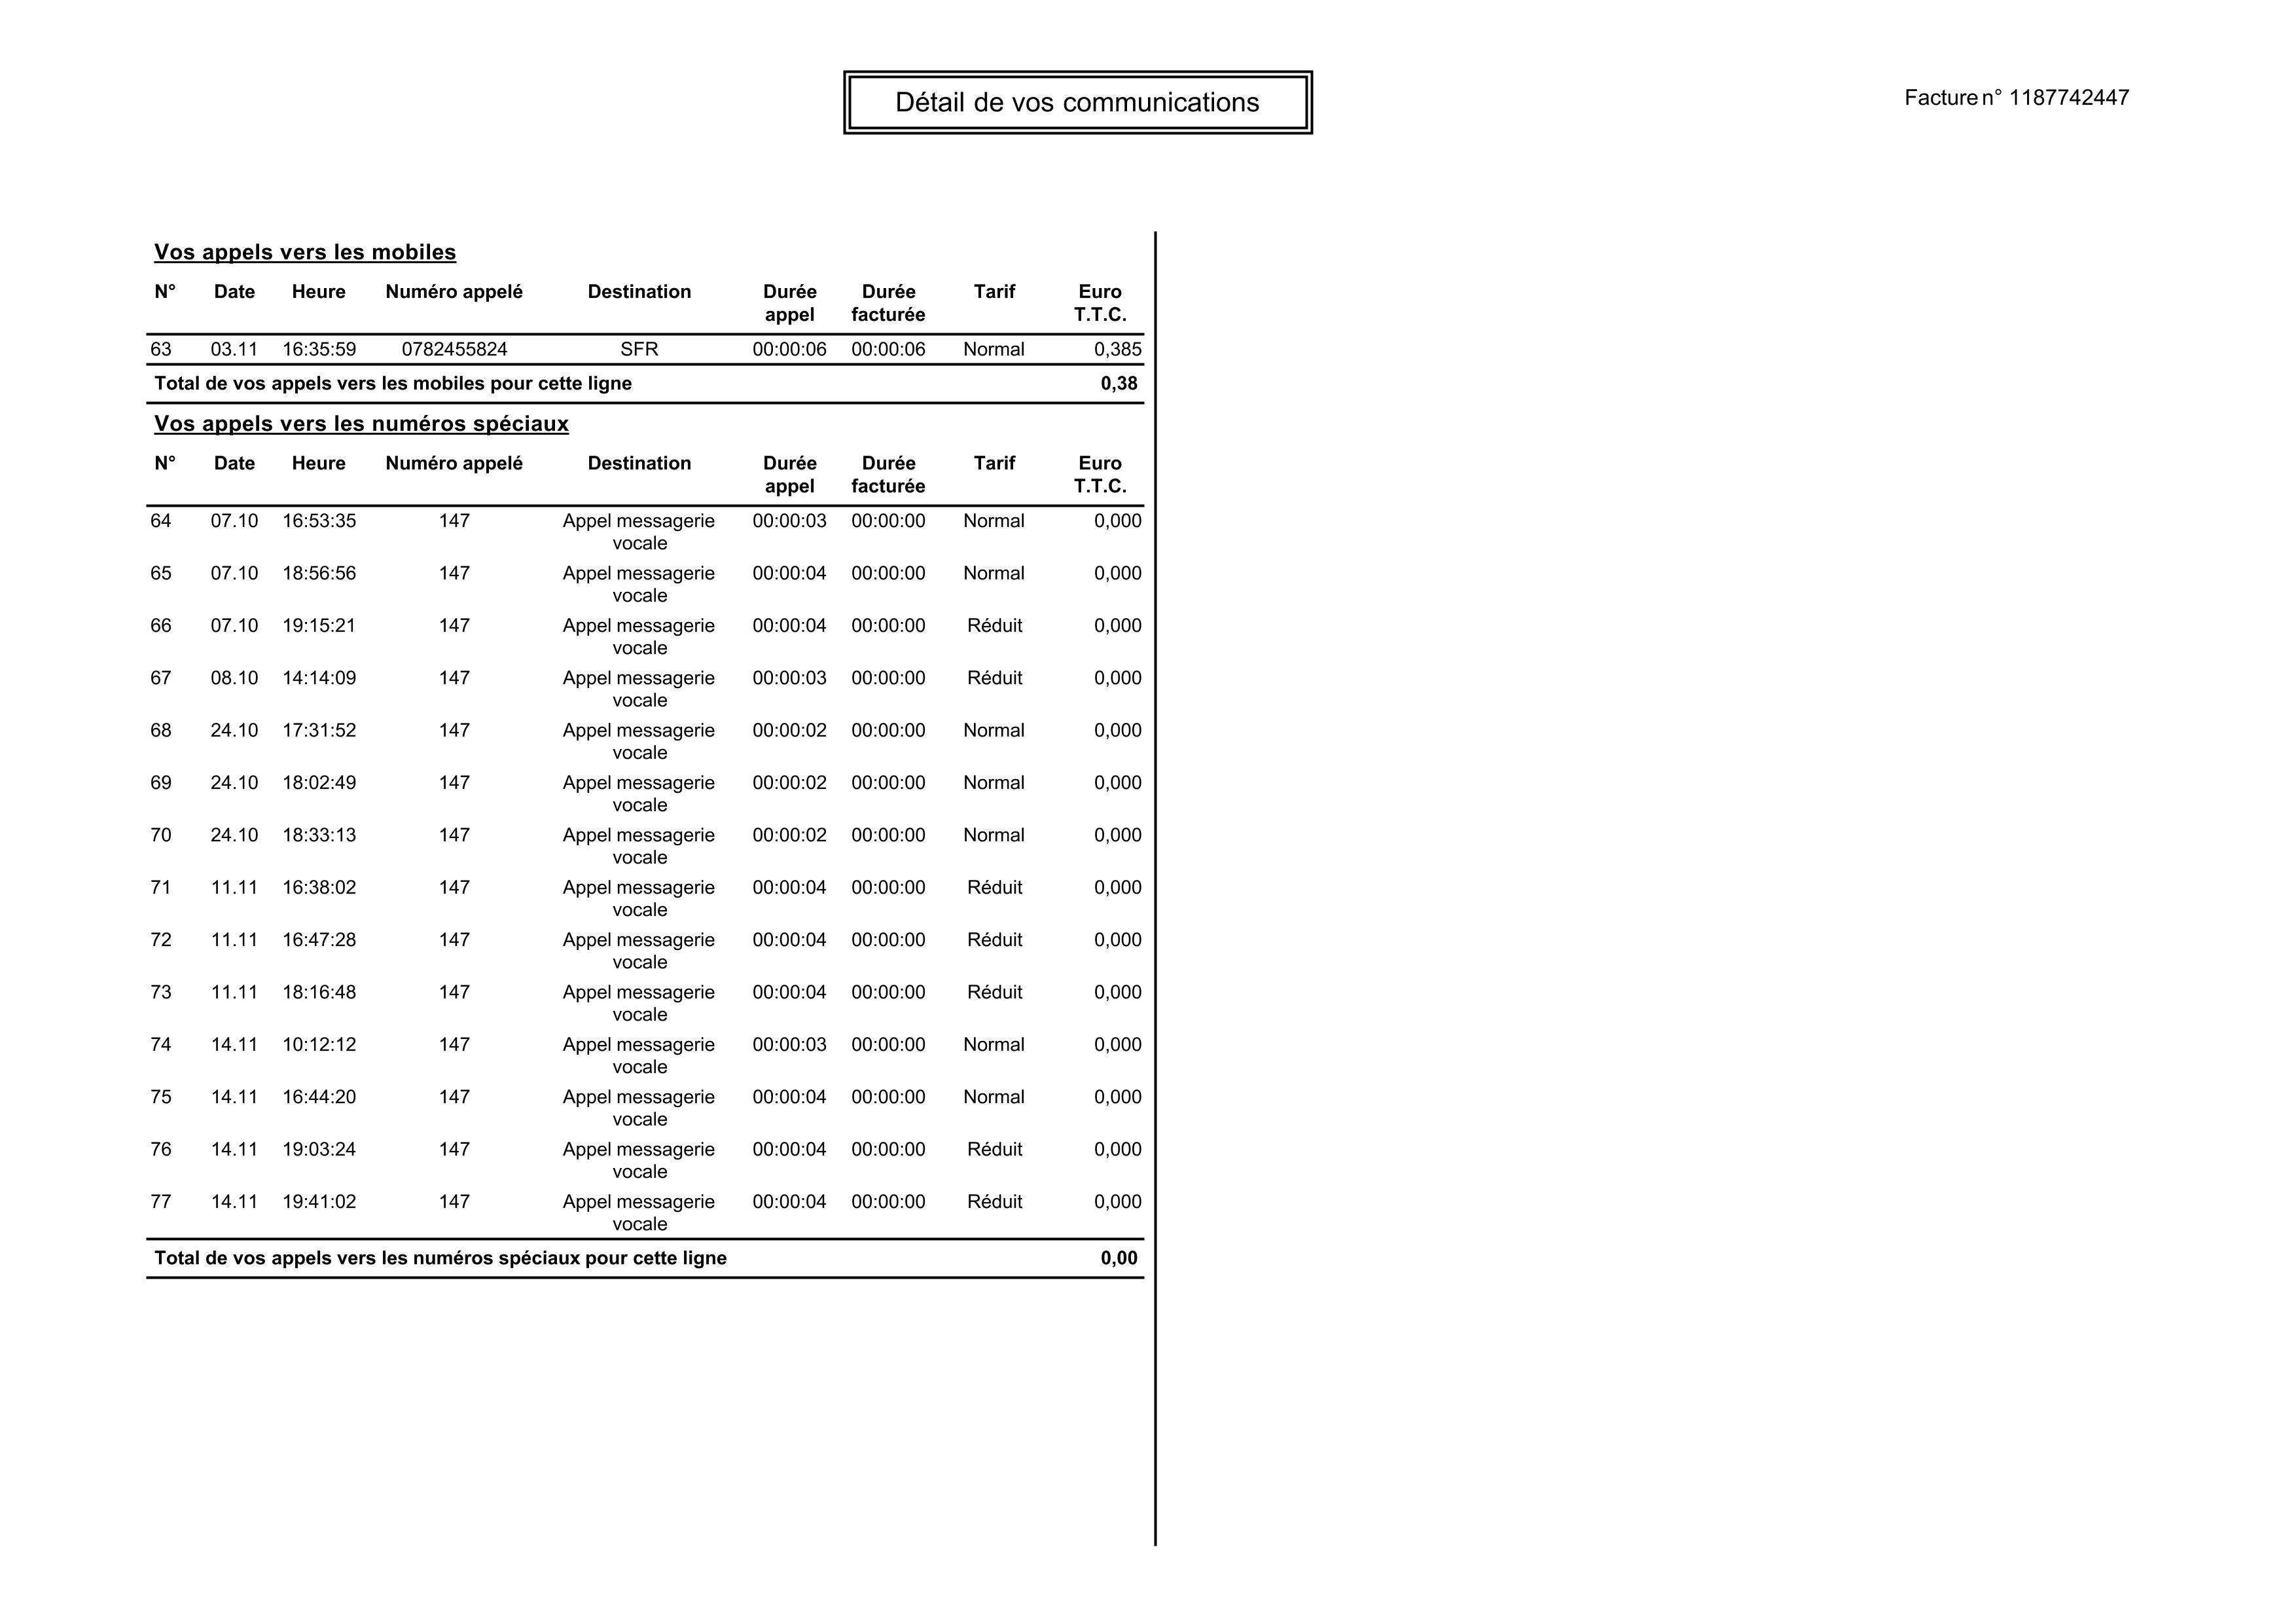 Détail de vos communications
Facture n° 1187742447
Vos appels vers les mobiles
N° Date Heure Numéro appelé Destination Durée Durée Tarif Euro
appel facturée T.T.C.
63 03.11 16:35:59 0782455824 SFR 00:00:06 00:00:06 Normal 0,385
Total de vos appels vers les mobiles pour cette ligne 0,38
Vos appels vers les numéros spéciaux
N° Date Heure Numéro appelé Destination Durée Durée Tarif Euro
appel facturée T.T.C.
64 07.10 16:53:35 147 Appel messagerie 00:00:03 00:00:00 Normal 0,000
vocale
65 07.10 18:56:56 147 Appel messagerie 00:00:04 00:00:00 Normal 0,000
vocale
66 07.10 19:15:21 147 Appel messagerie 00:00:04 00:00:00 Réduit 0,000
vocale
67 08.10 14:14:09 147 Appel messagerie 00:00:03 00:00:00 Réduit 0,000
vocale
68 24.10 17:31:52 147 Appel messagerie 00:00:02 00:00:00 Normal 0,000
vocale
69 24.10 18:02:49 147 Appel messagerie 00:00:02 00:00:00 Normal 0,000
vocale
70 24.10 18:33:13 147 Appel messagerie 00:00:02 00:00:00 Normal 0,000
vocale
71 11.11 16:38:02 147 Appel messagerie 00:00:04 00:00:00 Réduit 0,000
vocale
72 11.11 16:47:28 147 Appel messagerie 00:00:04 00:00:00 Réduit 0,000
vocale
73 11.11 18:16:48 147 Appel messagerie 00:00:04 00:00:00 Réduit 0,000
vocale
74 14.11 10:12:12 147 Appel messagerie 00:00:03 00:00:00 Normal 0,000
vocale
75 14.11 16:44:20 147 Appel messagerie 00:00:04 00:00:00 Normal 0,000
vocale
76 14.11 19:03:24 147 Appel messagerie 00:00:04 00:00:00 Réduit 0,000
vocale
77 14.11 19:41:02 147 Appel messagerie 00:00:04 00:00:00 Réduit 0,000
vocale
Total de vos appels vers les numéros spéciaux pour cette ligne 0,00